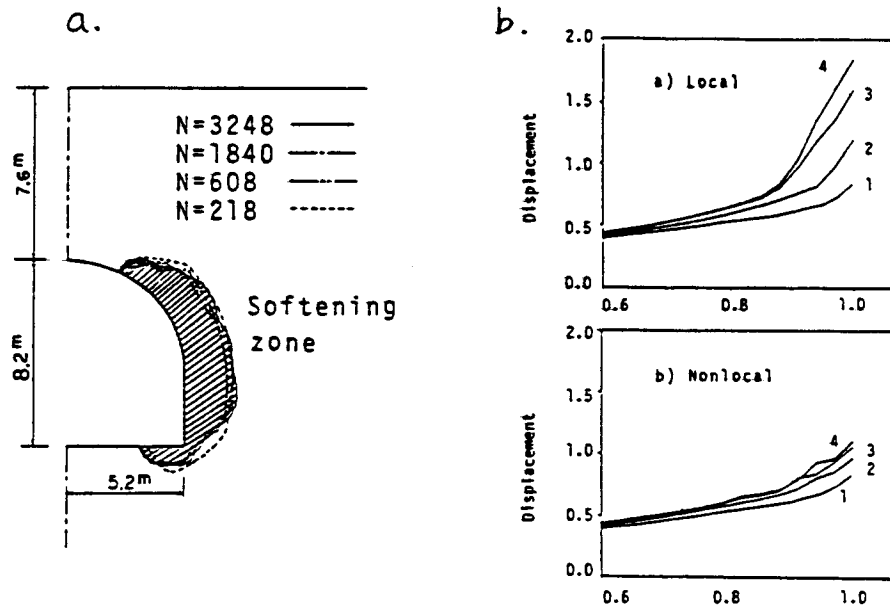 a.
N=3248
N=1840
N=608
N=218
7.6m
8.2m
5.2m
Softening
zone
b.
2.0
1.5
1.0
0.5
0.0
Displacement
a) Local
4
3
2
1
0.6
0.8
1.0
2.0
1.5
1.0
0.5
0.0
Displacement
b) Nonlocal
4
3
2
1
0.6
0.8
1.0